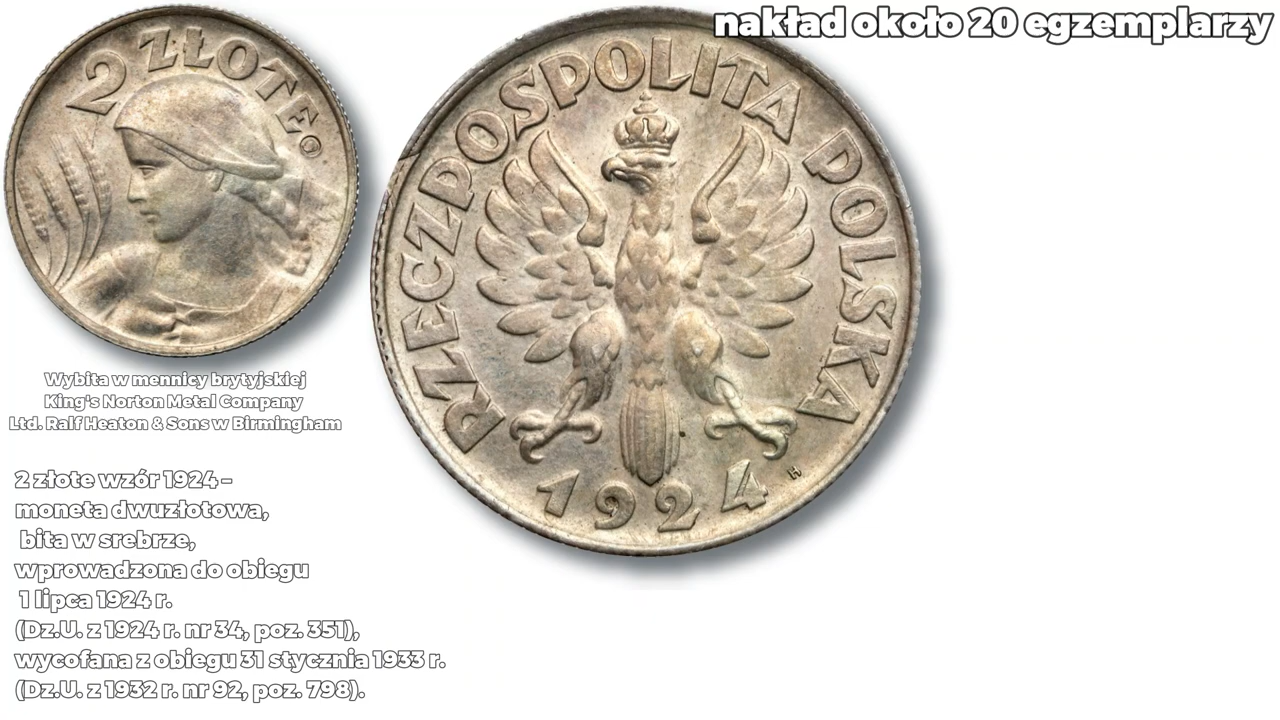 nakład około 20 egzemplarzy
2 ZŁOTE
RZECZPOSPOLITA POLSKA
1924
H
Wybita w mennicy brytyjskiej
King's Norton Metal Company
Ltd. Ralf Heaton & Sons w Birmingham
2 złote wzór 1924 –
moneta dwuzłotowa,
bita w srebrze,
wprowadzona do obiegu
1 lipca 1924 r.
(Dz.U. z 1924 r. nr 34, poz. 351),
wycofana z obiegu 31 stycznia 1933 r.
(Dz.U. z 1932 r. nr 92, poz. 798).